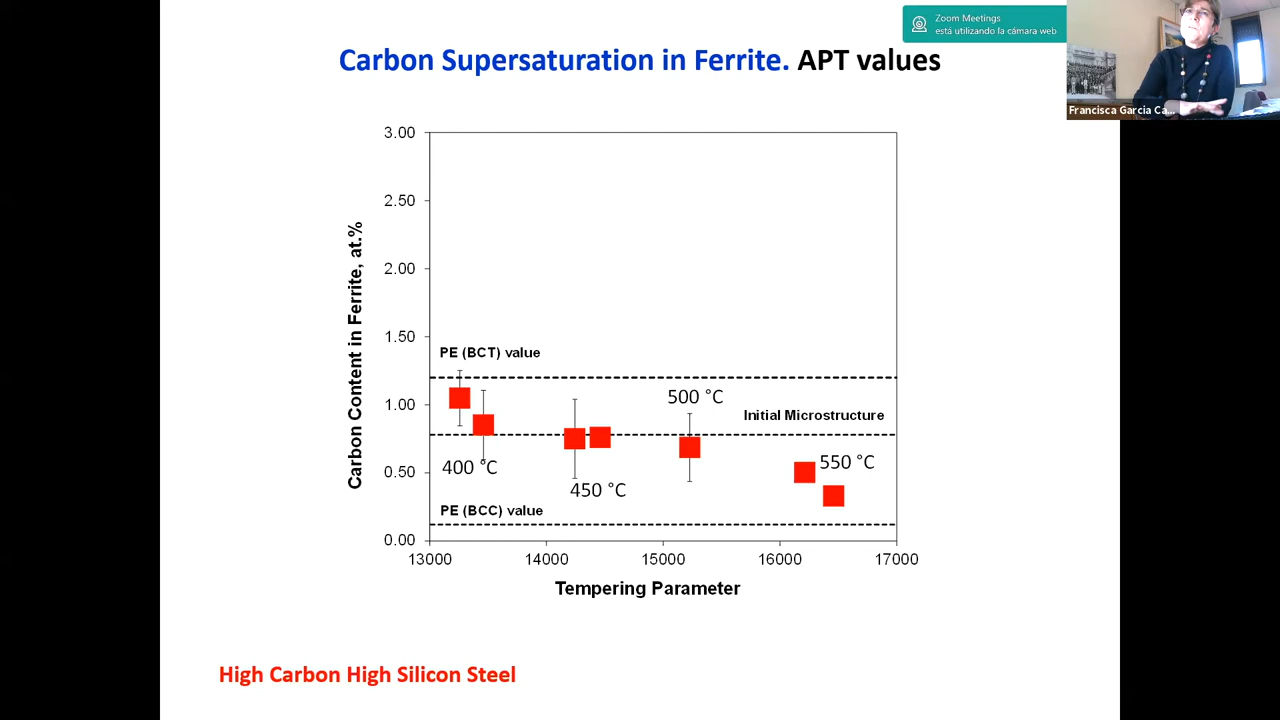 Zoom Meetings
está utilizando la cámara web
Carbon Supersaturation in Ferrite. APT values
Francisca Garcia Ca...
Carbon Content in Ferrite, at.%
3.00
2.50
2.00
1.50
1.00
0.50
0.00
PE (BCT) value
500 °C
Initial Microstructure
400 °C
550 °C
450 °C
PE (BCC) value
13000 14000 15000 16000 17000
Tempering Parameter
High Carbon High Silicon Steel